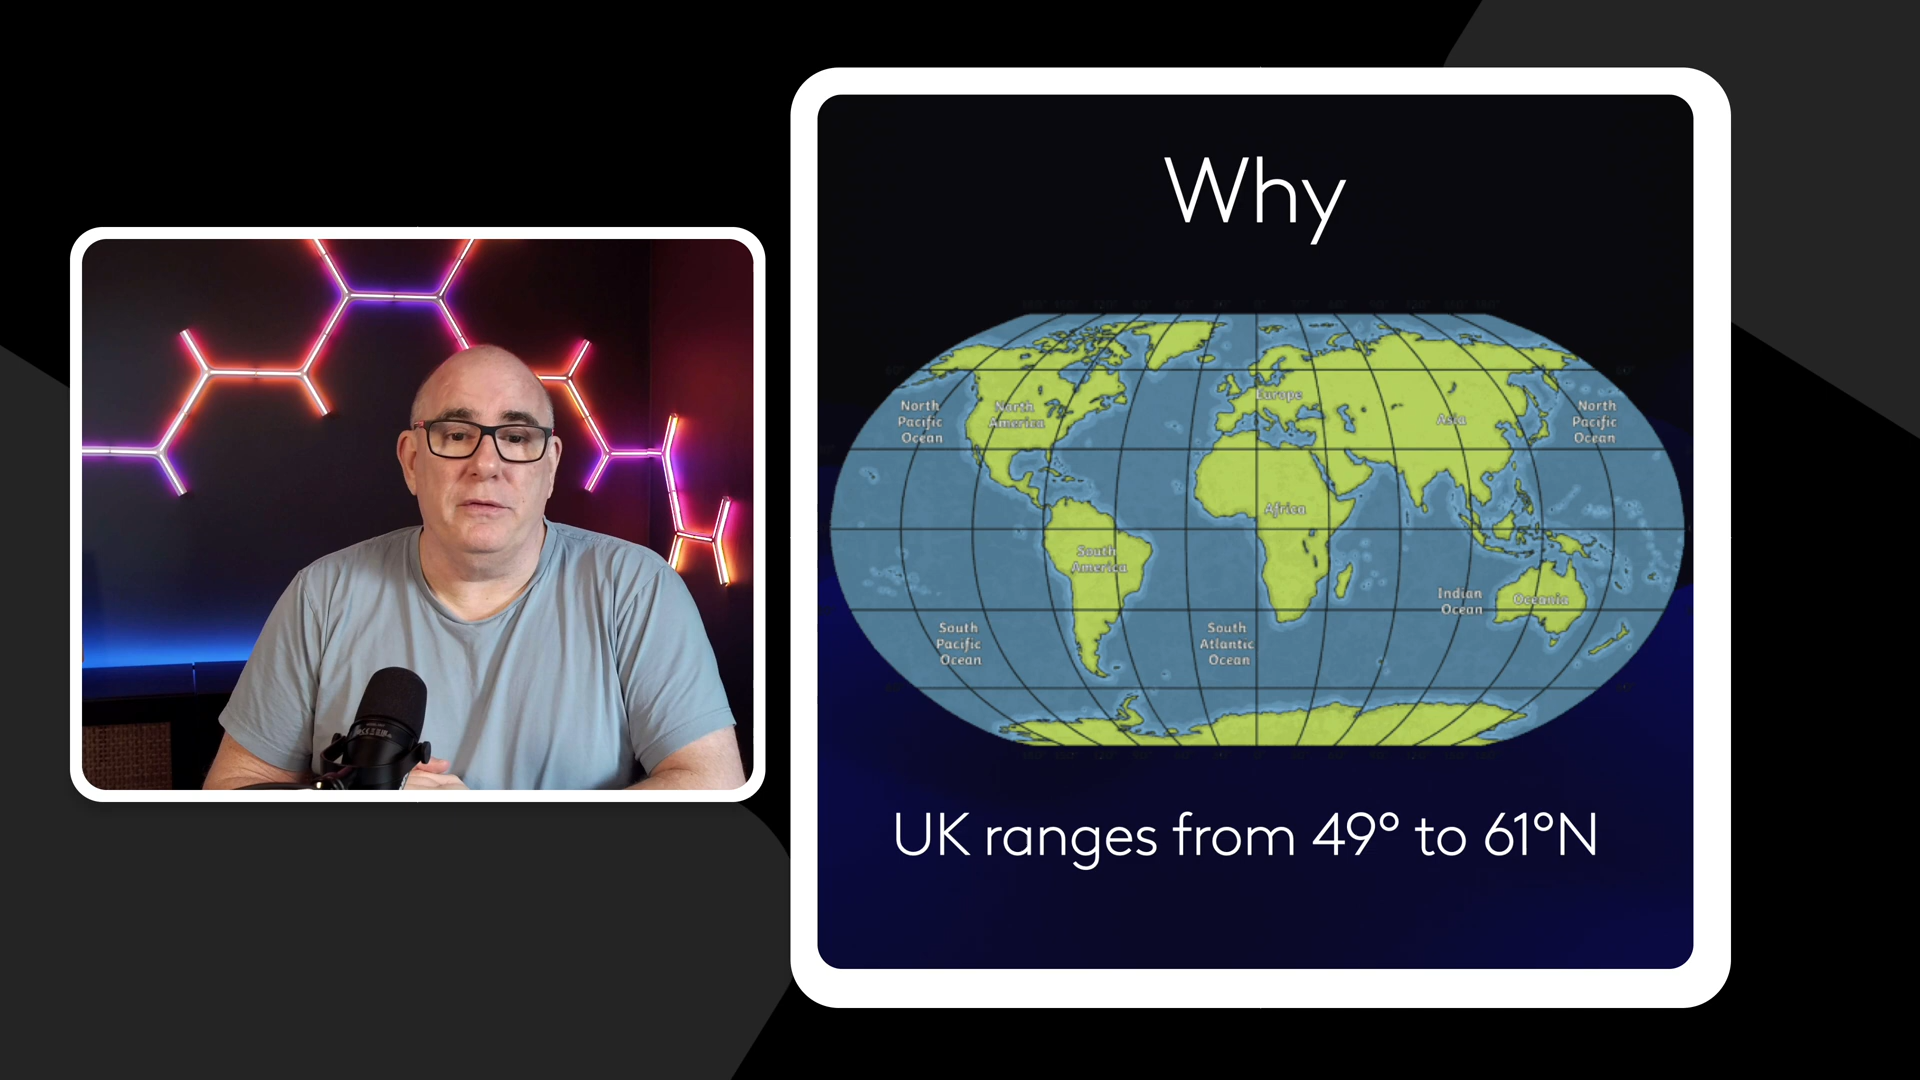 Why
North
Pacific
Ocean
North
America
Europe
Asia
North
Pacific
Ocean
Africa
South
America
Indian
Ocean
Oceania
South
Pacific
Ocean
South
Atlantic
Ocean
UK ranges from 49° to 61°N